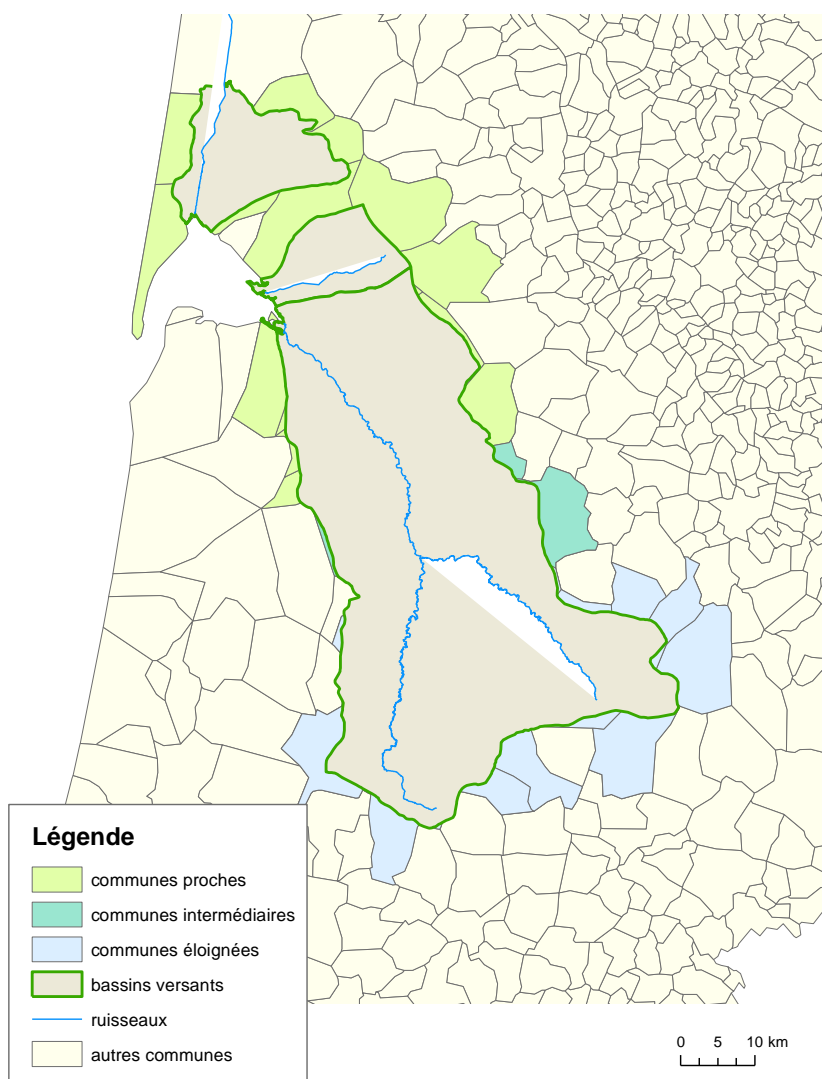 Légende
communes proches
communes intermédiaires
communes éloignées
bassins versants
ruisseaux
autres communes
0 5 10 km